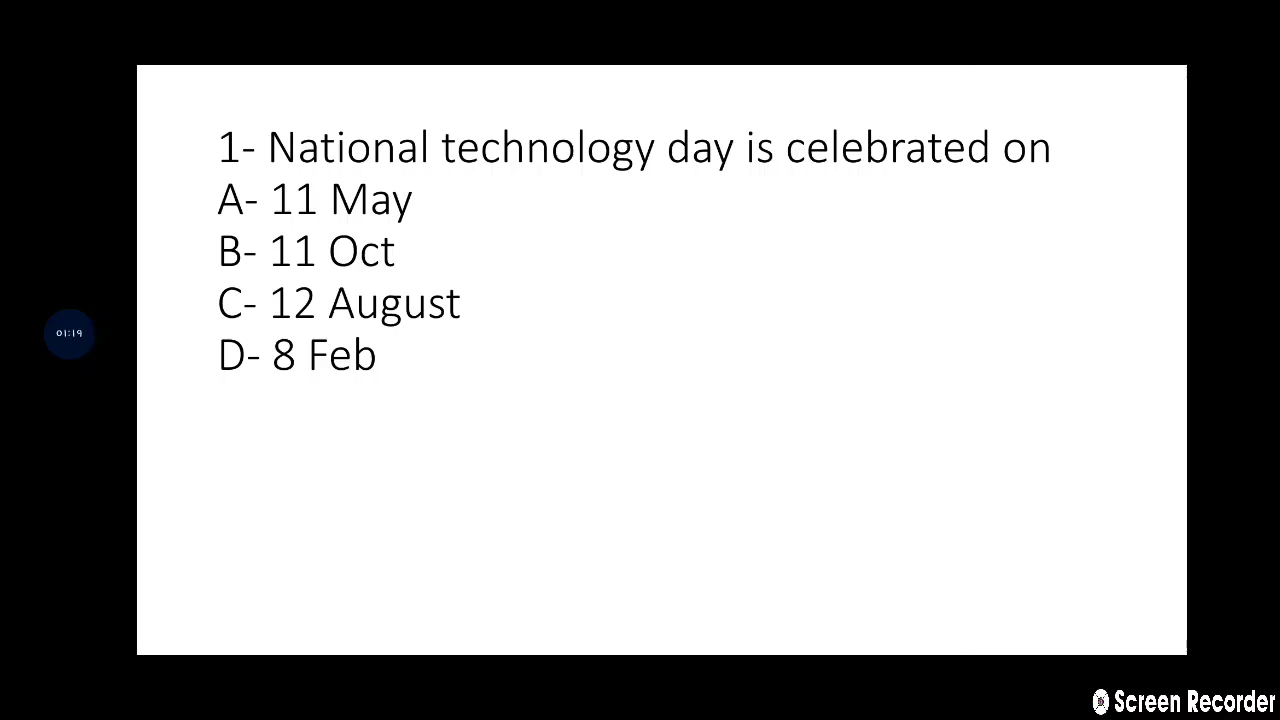 1- National technology day is celebrated on
A- 11 May
B- 11 Oct
C- 12 August
D- 8 Feb
01:19
Screen Recorder